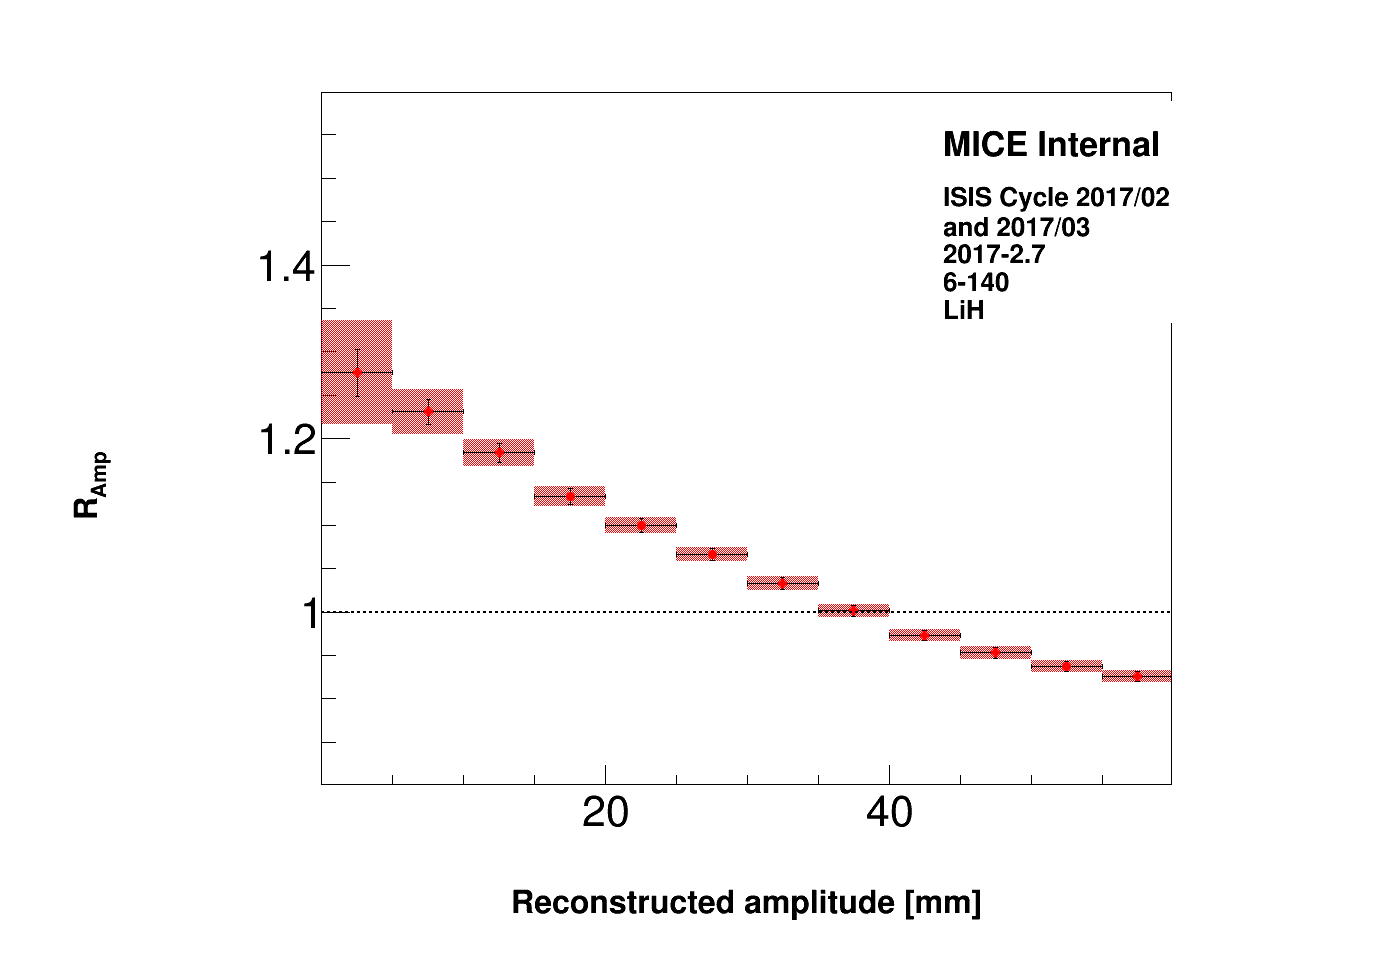 MICE Internal
ISIS Cycle 2017/02
and 2017/03
2017-2.7
6-140
LiH
1.4
1.2
1
R_Amp
20
40
Reconstructed amplitude [mm]